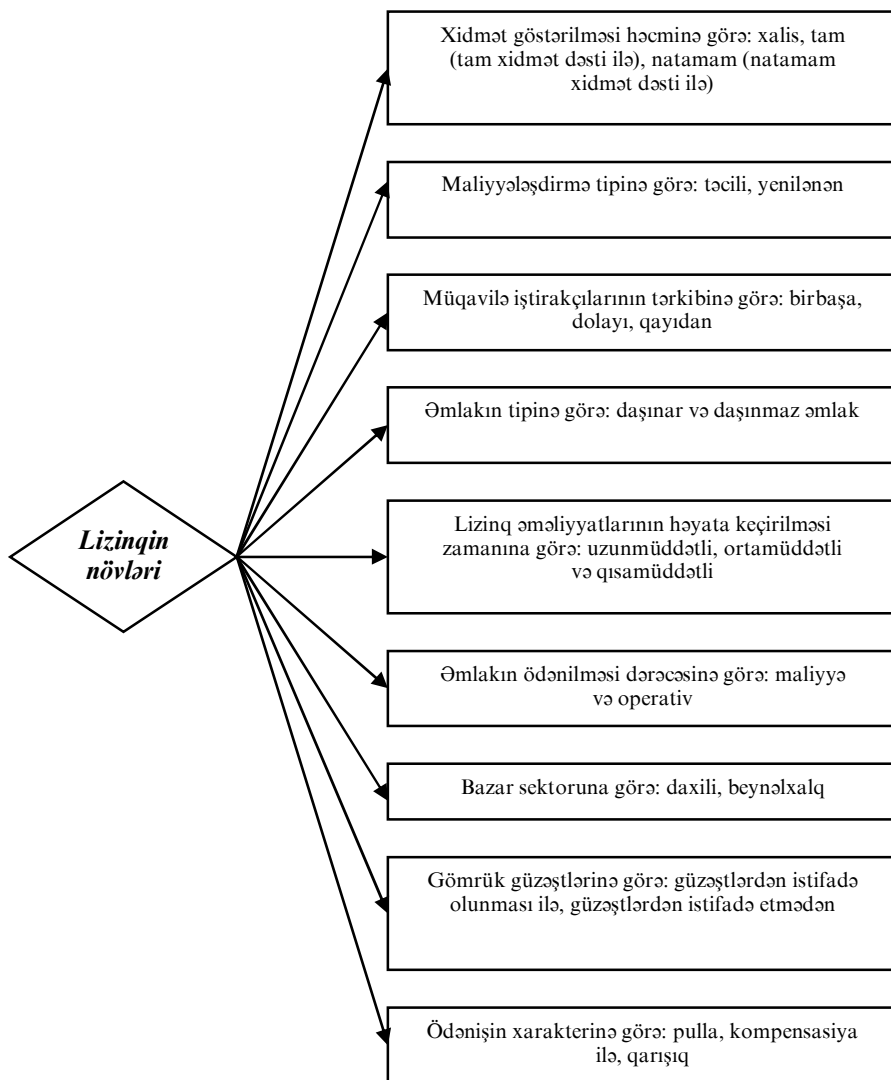 Xidmət göstərilməsi həcminə görə: xalis, tam
(tam xidmət dəsti ilə), natamam (natamam
xidmət dəsti ilə)
Maliyyələşdirmə tipinə görə: təcili, yenilənən
Müqavilə iştirakçılarının tərkibinə görə: birbaşa,
dolayı, qayıdan
Əmlakın tipinə görə: daşınar və daşınmaz əmlak
Lizinqin
növləri
Lizinq əməliyyatlarının həyata keçirilməsi
zamanına görə: uzunmüddətli, ortamüddətli
və qısamüddətli
Əmlakın ödənilməsi dərəcəsinə görə: maliyyə
və operativ
Bazar sektoruna görə: daxili, beynəlxalq
Gömrük güzəştlərinə görə: güzəştlərdən istifadə
olunması ilə, güzəştlərdən istifadə etmədən
Ödənişin xarakterinə görə: pulla, kompensasiya
ilə, qarışıq